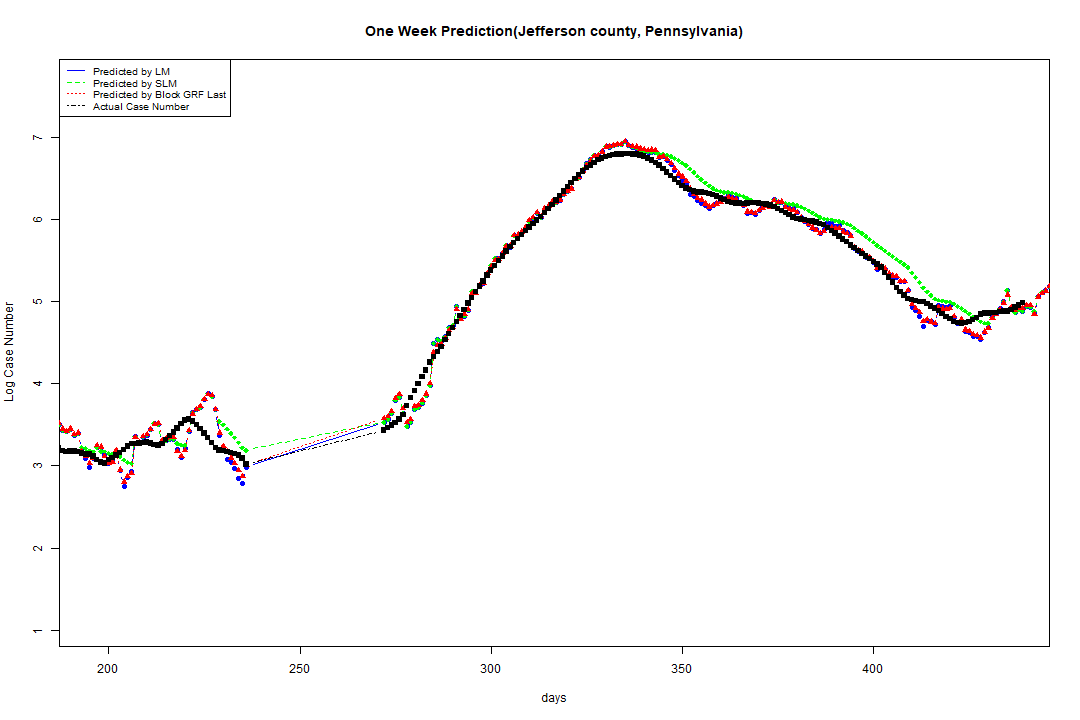 One Week Prediction(Jefferson county, Pennsylvania)
Predicted by LM
Predicted by SLM
Predicted by Block GRF Last
Actual Case Number
Log Case Number
7
6
5
4
3
2
1
200 250 300 350 400
days